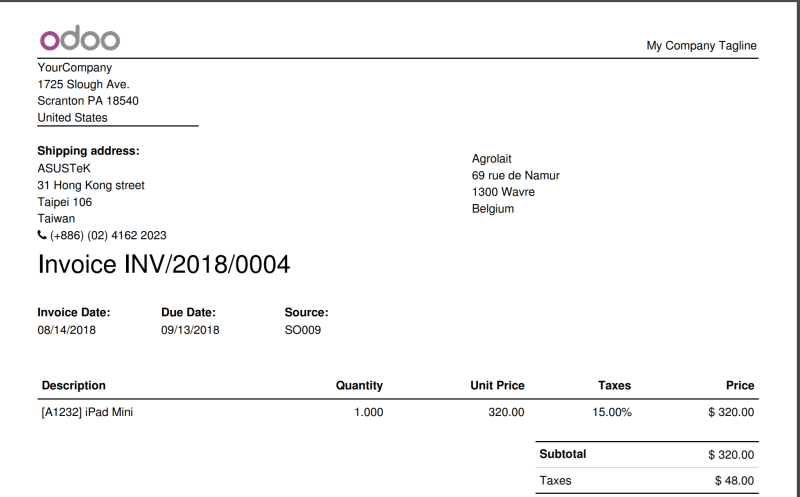 odoo
My Company Tagline
YourCompany
1725 Slough Ave.
Scranton PA 18540
United States
Shipping address:
ASUSTeK
31 Hong Kong street
Taipei 106
Taiwan
(+886) (02) 4162 2023
Agrolait
69 rue de Namur
1300 Wavre
Belgium
Invoice INV/2018/0004
Invoice Date: Due Date: Source:
08/14/2018 09/13/2018 SO009
Description Quantity Unit Price Taxes Price
[A1232] iPad Mini 1.000 320.00 15.00% $ 320.00
Subtotal $ 320.00
Taxes $ 48.00